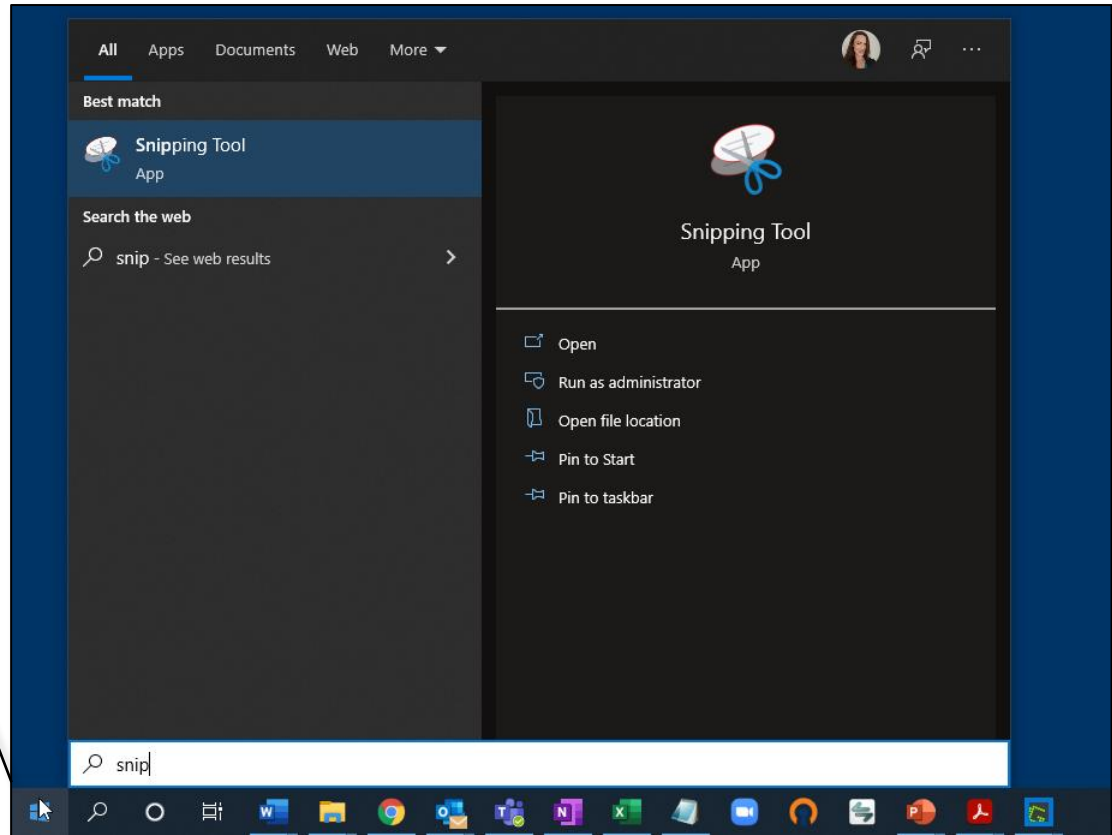 All Apps Documents Web More
Best match
Snipping Tool
App
Search the web
snip - See web results
Snipping Tool
App
Open
Run as administrator
Open file location
Pin to Start
Pin to taskbar
snip